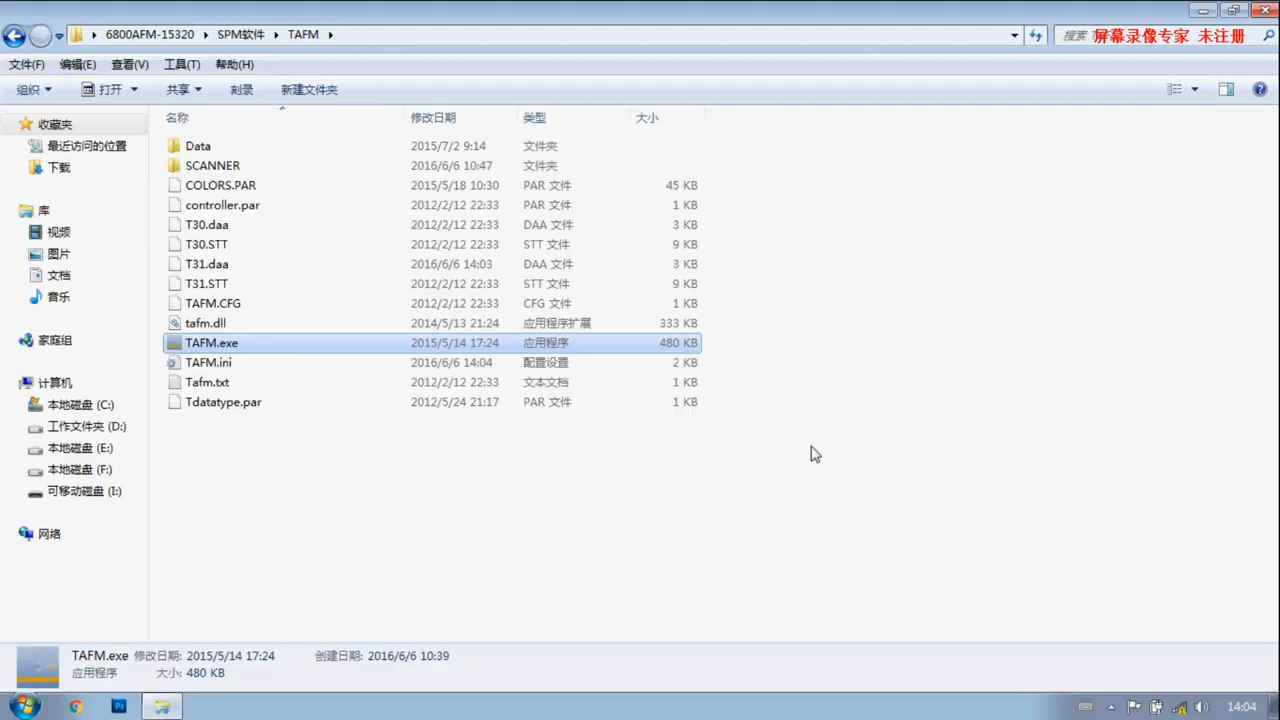 6800AFM-15320 SPM软件 TAFM
搜索 屏幕录像专家 未注册
文件(F) 编辑(E) 查看(V) 工具(T) 帮助(H)
组织 打开 共享 刻录 新建文件夹
名称 修改日期 类型 大小
收藏夹
最近访问的位置
下载
库
视频
图片
文档
音乐
家庭组
计算机
本地磁盘 (C:)
工作文件夹 (D:)
本地磁盘 (E:)
本地磁盘 (F:)
可移动磁盘 (I:)
网络
Data 2015/7/2 9:14 文件夹
SCANNER 2016/6/6 10:47 文件夹
COLORS.PAR 2015/5/18 10:30 PAR 文件 45 KB
controller.par 2012/2/12 22:33 PAR 文件 1 KB
T30.daa 2012/2/12 22:33 DAA 文件 3 KB
T30.STT 2012/2/12 22:33 STT 文件 9 KB
T31.daa 2016/6/6 14:03 DAA 文件 3 KB
T31.STT 2012/2/12 22:33 STT 文件 9 KB
TAFM.CFG 2012/2/12 22:33 CFG 文件 1 KB
tafm.dll 2014/5/13 21:24 应用程序扩展 333 KB
TAFM.exe 2015/5/14 17:24 应用程序 480 KB
TAFM.ini 2016/6/6 14:04 配置设置 2 KB
Tafm.txt 2012/2/12 22:33 文本文档 1 KB
Tdatatype.par 2012/5/24 21:17 PAR 文件 1 KB
TAFM.exe 修改日期: 2015/5/14 17:24 创建日期: 2016/6/6 10:39
应用程序 大小: 480 KB
Ps
14:04